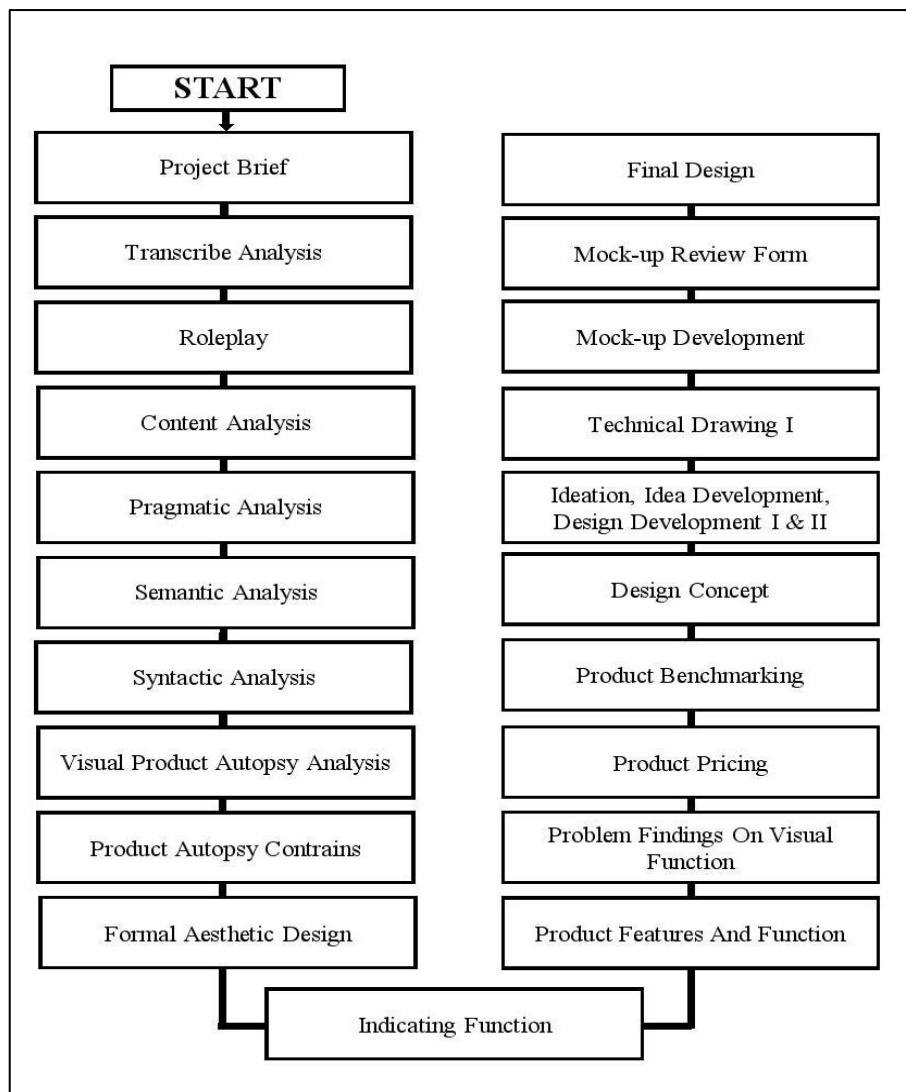 START
Project Brief
Transcribe Analysis
Roleplay
Content Analysis
Pragmatic Analysis
Semantic Analysis
Syntactic Analysis
Visual Product Autopsy Analysis
Product Autopsy Contrains
Formal Aesthetic Design
Indicating Function
Product Features And Function
Problem Findings On Visual
Function
Product Pricing
Product Benchmarking
Design Concept
Ideation, Idea Development,
Design Development I & II
Technical Drawing I
Mock-up Development
Mock-up Review Form
Final Design